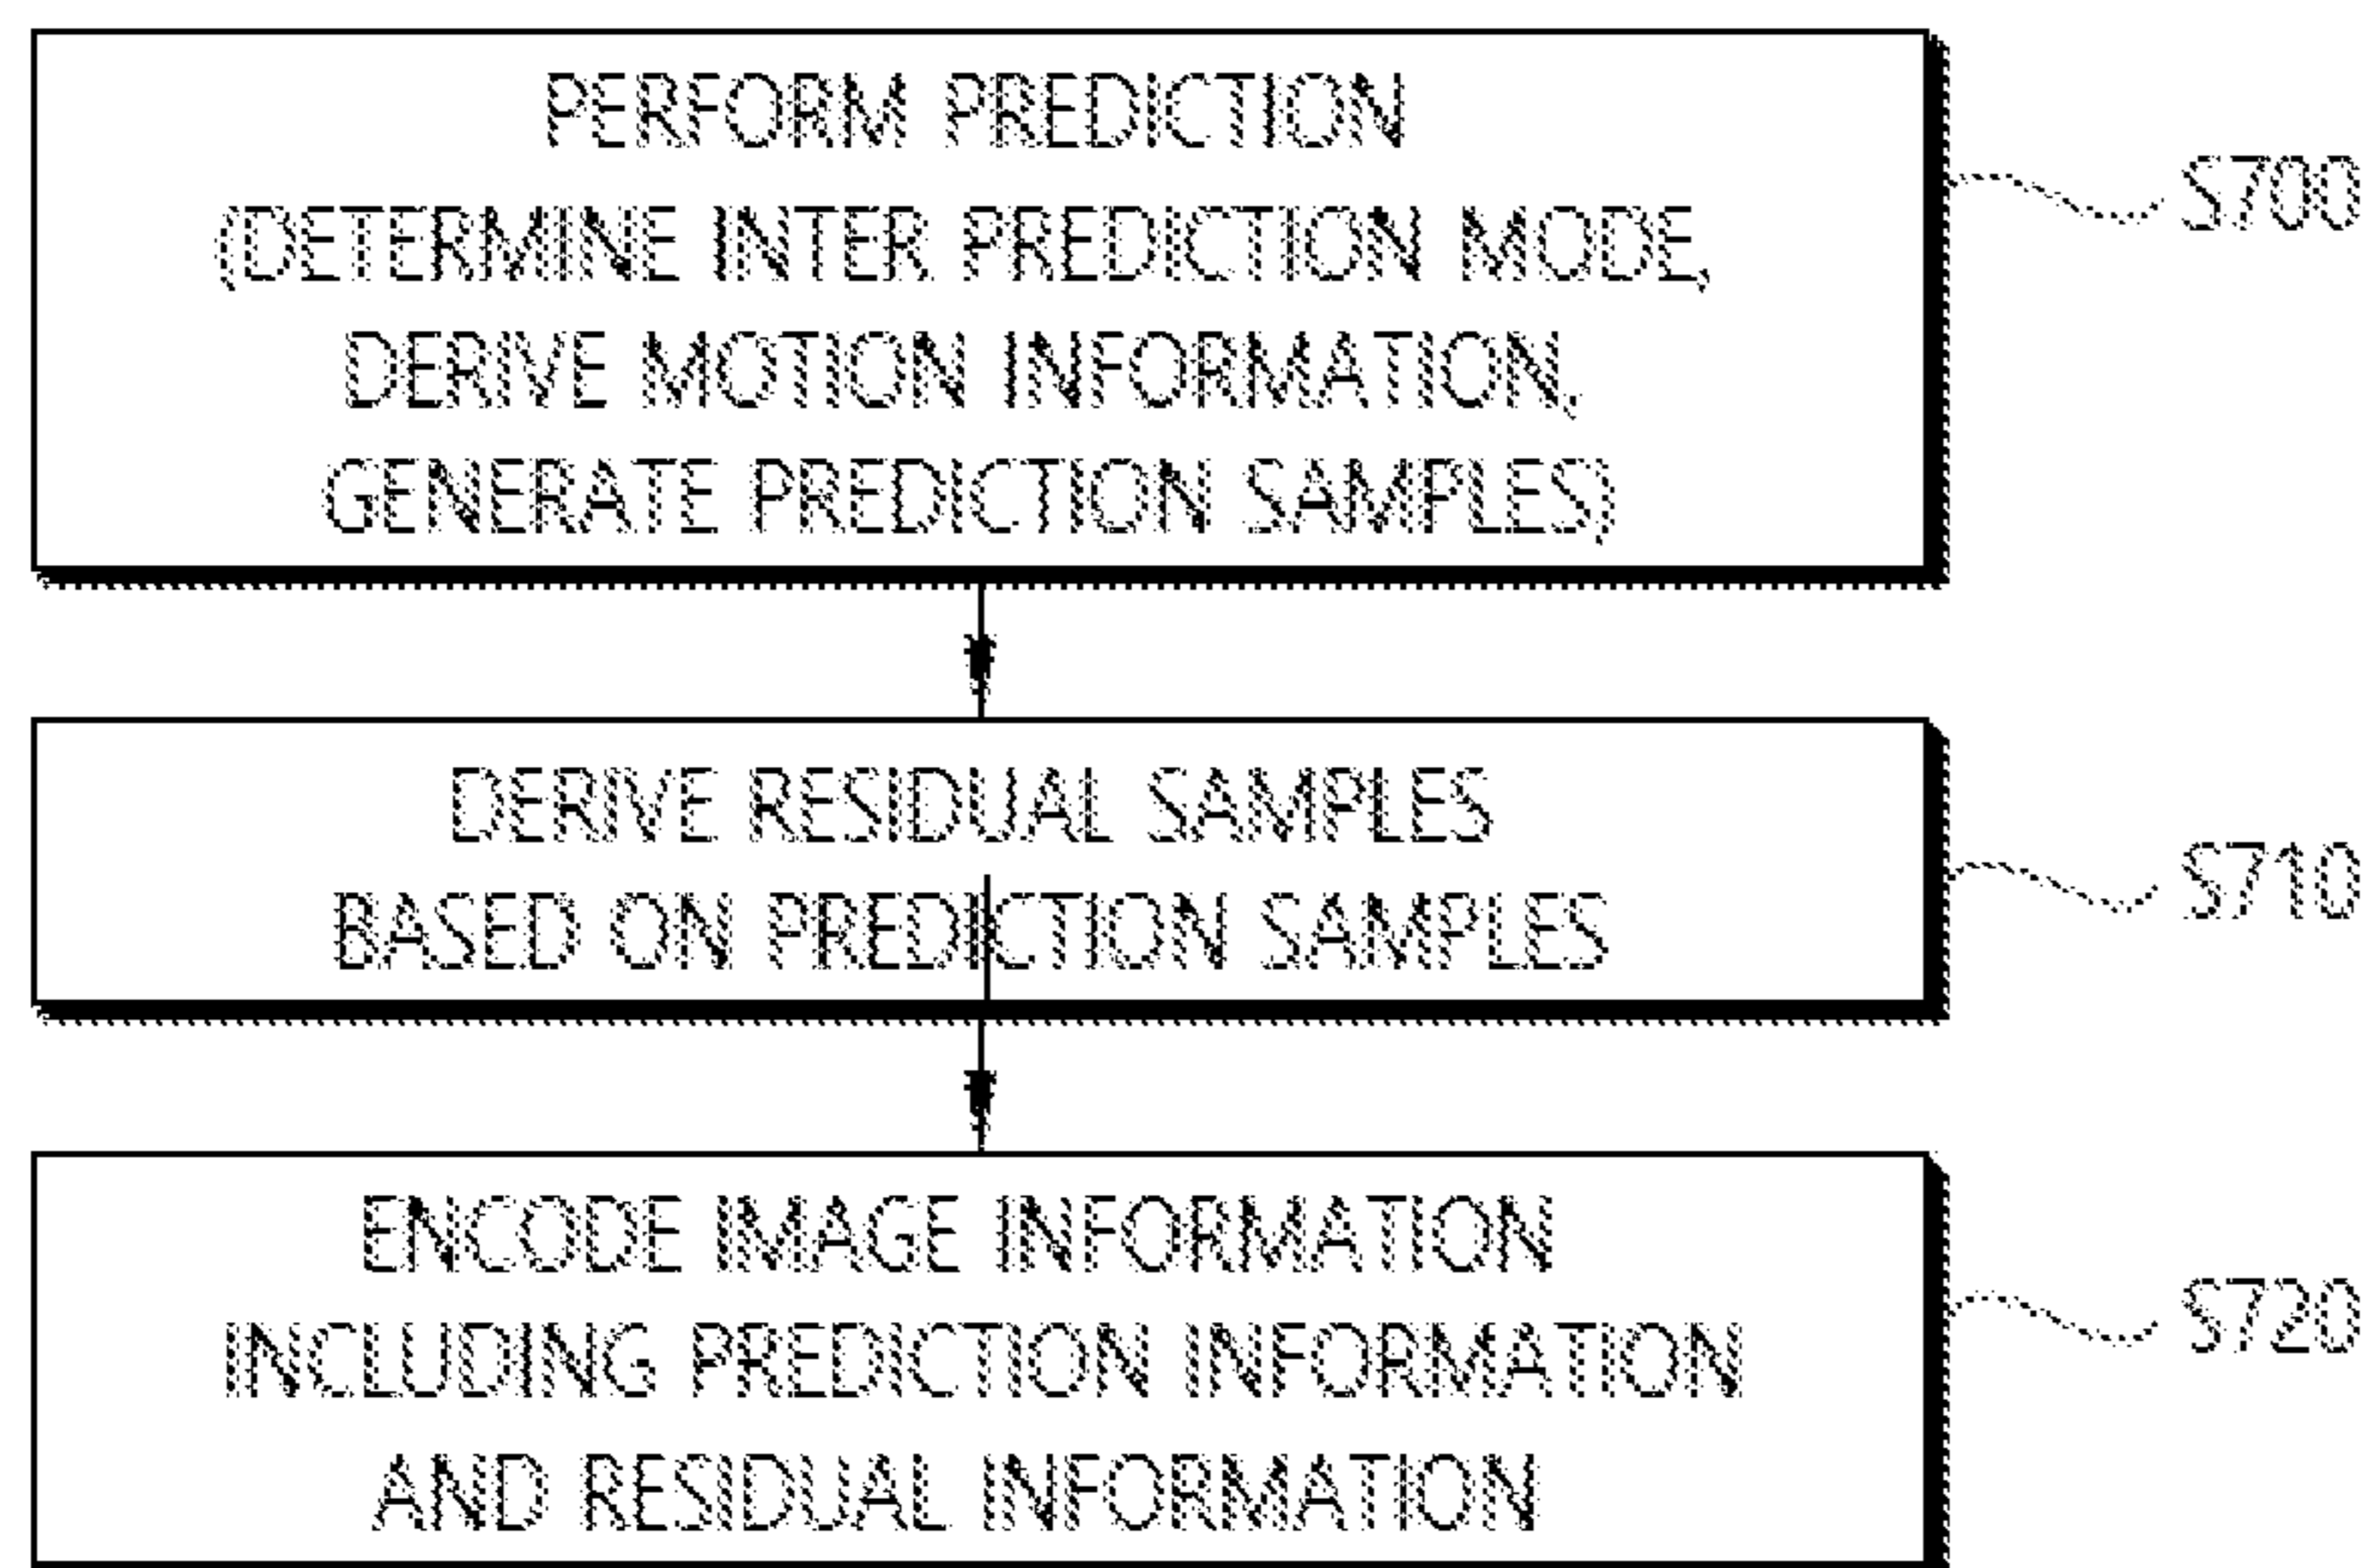 PERFORM PREDICTION
(DETERMINE INTER PREDICTION MODE,
DERIVE MOTION INFORMATION,
GENERATE PREDICTION SAMPLES)
S700
DERIVE RESIDUAL SAMPLES
BASED ON PREDICTION SAMPLES
S710
ENCODE IMAGE INFORMATION
INCLUDING PREDICTION INFORMATION
AND RESIDUAL INFORMATION
S720